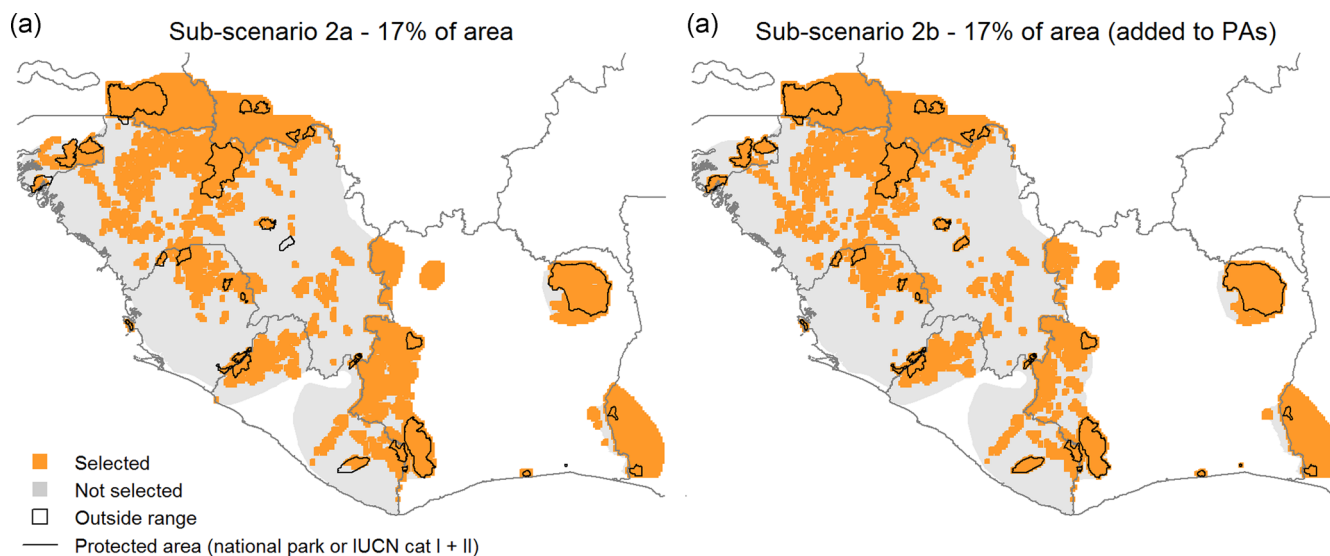 (a)
Sub-scenario 2a - 17% of area
(a)
Sub-scenario 2b - 17% of area (added to PAs)
Selected
Not selected
Outside range
Protected area (national park or IUCN cat I + II)